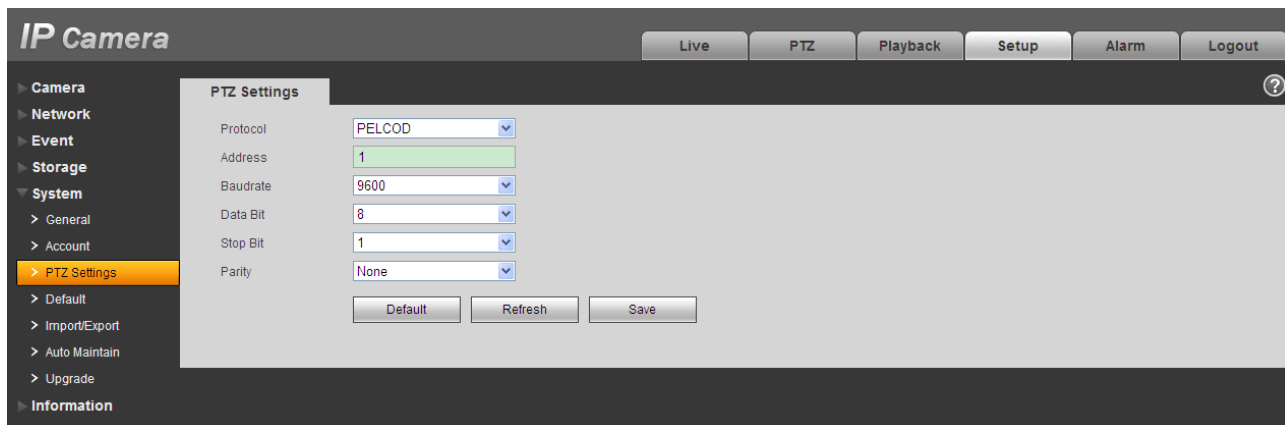 IP Camera
Live PTZ Playback Setup Alarm Logout
Camera
Network
Event
Storage
System
> General
> Account
> PTZ Settings
> Default
> Import/Export
> Auto Maintain
> Upgrade
Information
PTZ Settings
?
Protocol PELCOD
Address 1
Baudrate 9600
Data Bit 8
Stop Bit 1
Parity None
Default Refresh Save